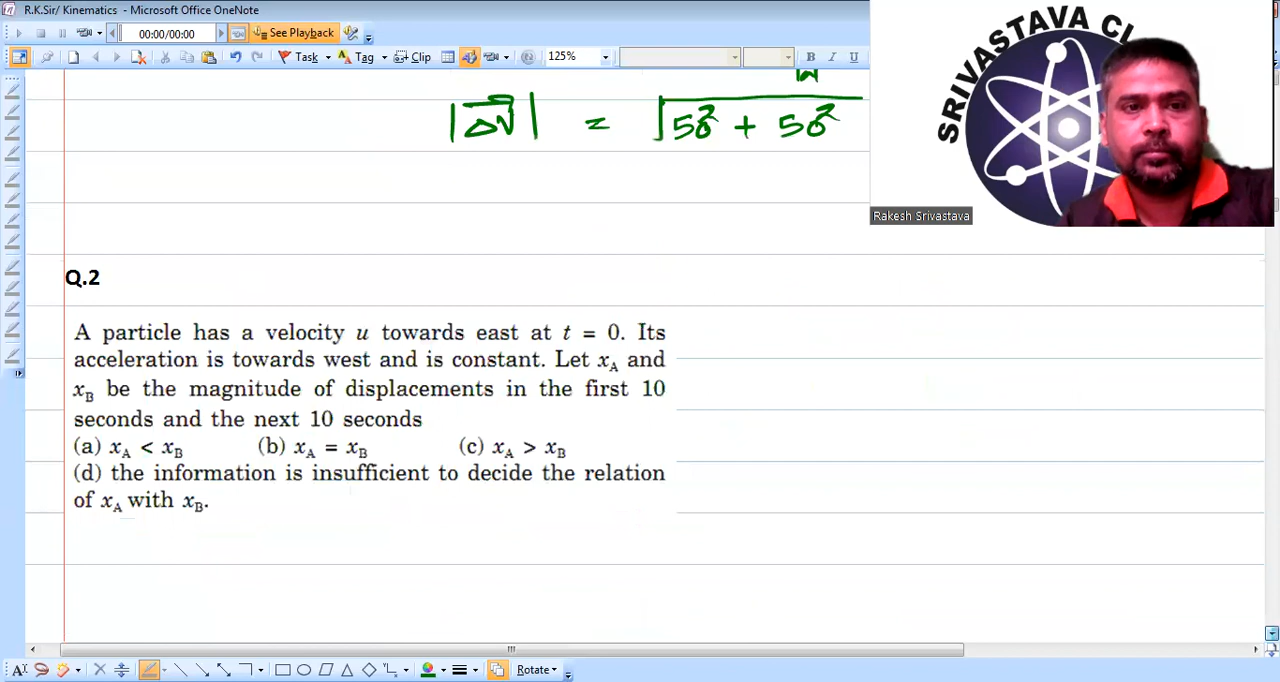 R.K.Sir/ Kinematics - Microsoft Office OneNote
00:00/00:00 See Playback
Task Tag Clip 125% B I U
|Δv| = √50² + 50²
SRIVASTAVA CL
Rakesh Srivastava
Q.2
A particle has a velocity u towards east at t = 0. Its
acceleration is towards west and is constant. Let xA and
xB be the magnitude of displacements in the first 10
seconds and the next 10 seconds
(a) xA < xB (b) xA = xB (c) xA > xB
(d) the information is insufficient to decide the relation
of xA with xB.
Rotate